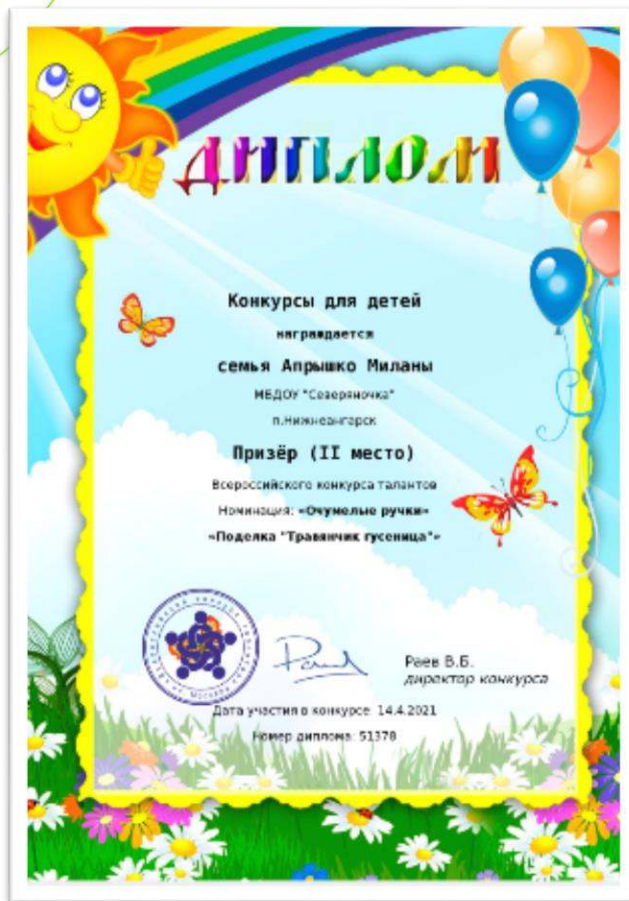 ДИПЛОМ
Конкурсы для детей
награждается
семья Апрышко Миланы
МБДОУ "Северяночка"
п.Нижнеангарск
Призёр (II место)
Всероссийского конкурса талантов
Номинация: «Очумелые ручки»
«Поделка "Травянчик гусеница"»
Раев В.Б.
директор конкурса
Дата участия в конкурсе: 14.4.2021
Номер диплома: 51378